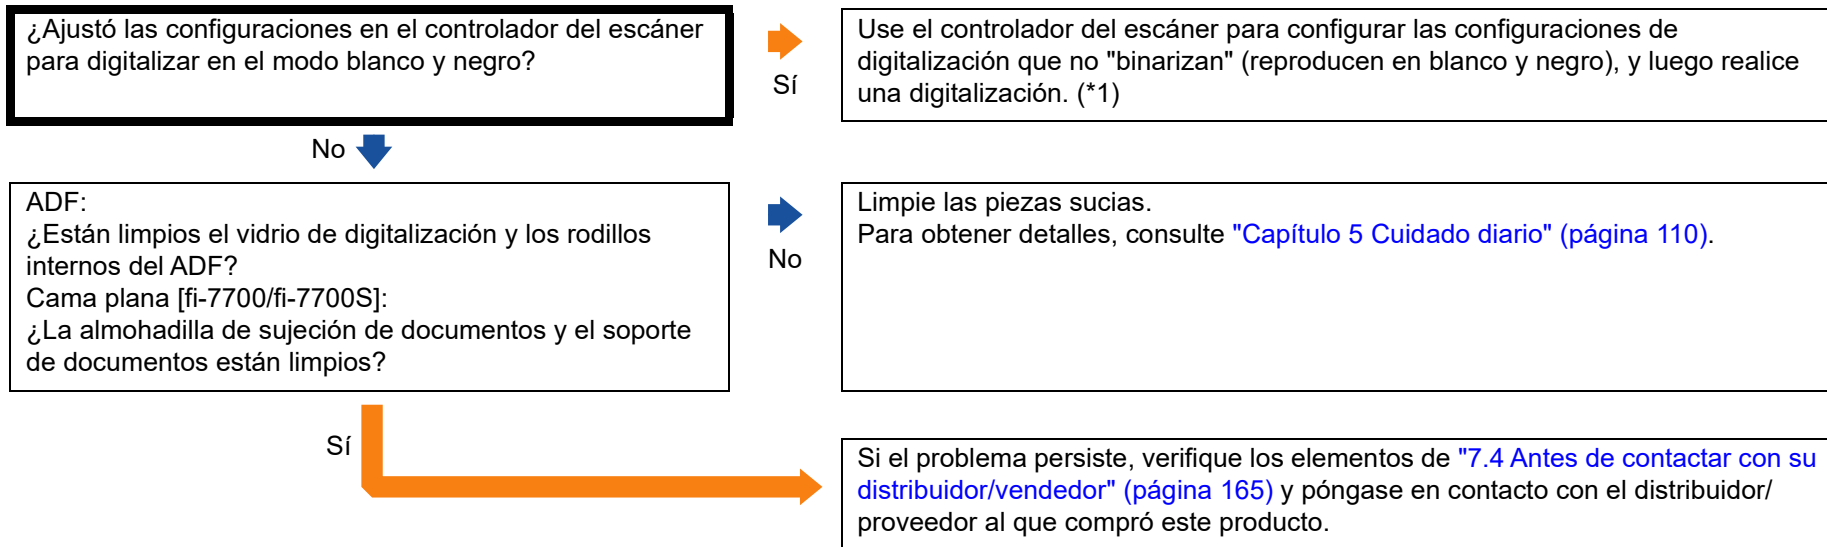 ¿Ajustó las configuraciones en el controlador del escáner
para digitalizar en el modo blanco y negro?
Sí
Use el controlador del escáner para configurar las configuraciones de
digitalización que no "binarizan" (reproducen en blanco y negro), y luego realice
una digitalización. (*1)
No
ADF:
¿Están limpios el vidrio de digitalización y los rodillos
internos del ADF?
Cama plana [fi-7700/fi-7700S]:
¿La almohadilla de sujeción de documentos y el soporte
de documentos están limpios?
No
Limpie las piezas sucias.
Para obtener detalles, consulte "Capítulo 5 Cuidado diario" (página 110).
Sí
Si el problema persiste, verifique los elementos de "7.4 Antes de contactar con su
distribuidor/vendedor" (página 165) y póngase en contacto con el distribuidor/
proveedor al que compró este producto.